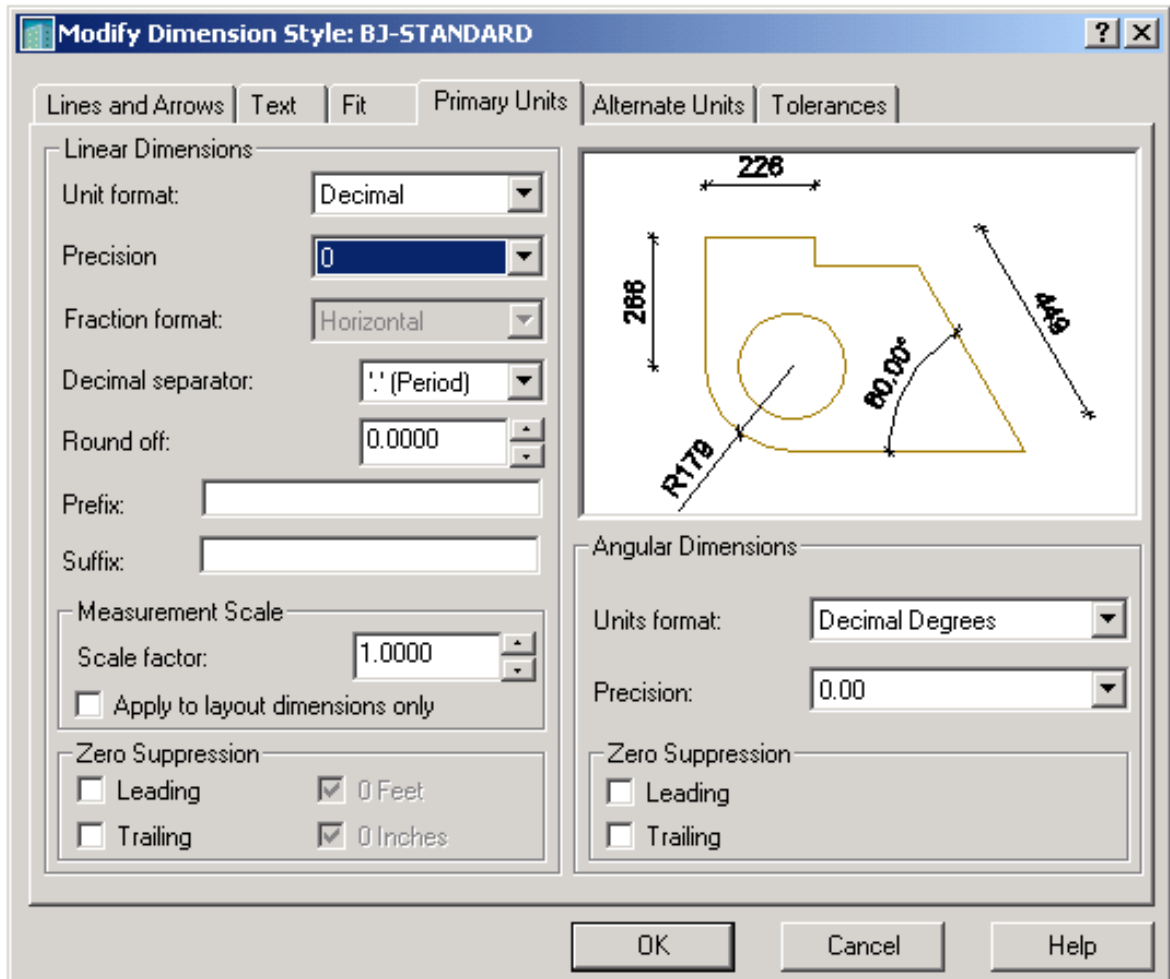 Modify Dimension Style: BJ-STANDARD
Lines and Arrows
Text
Fit
Primary Units
Alternate Units
Tolerances
Linear Dimensions
Unit format:
Decimal
Precision
0
Fraction format:
Horizontal
Decimal separator:
'.' (Period)
Round off:
0.0000
Prefix:
Suffix:
Measurement Scale
Scale factor:
1.0000
Apply to layout dimensions only
Zero Suppression
Leading
0 Feet
Trailing
0 Inches
226
266
449
60.00°
R179
Angular Dimensions
Units format:
Decimal Degrees
Precision:
0.00
Zero Suppression
Leading
Trailing
OK
Cancel
Help